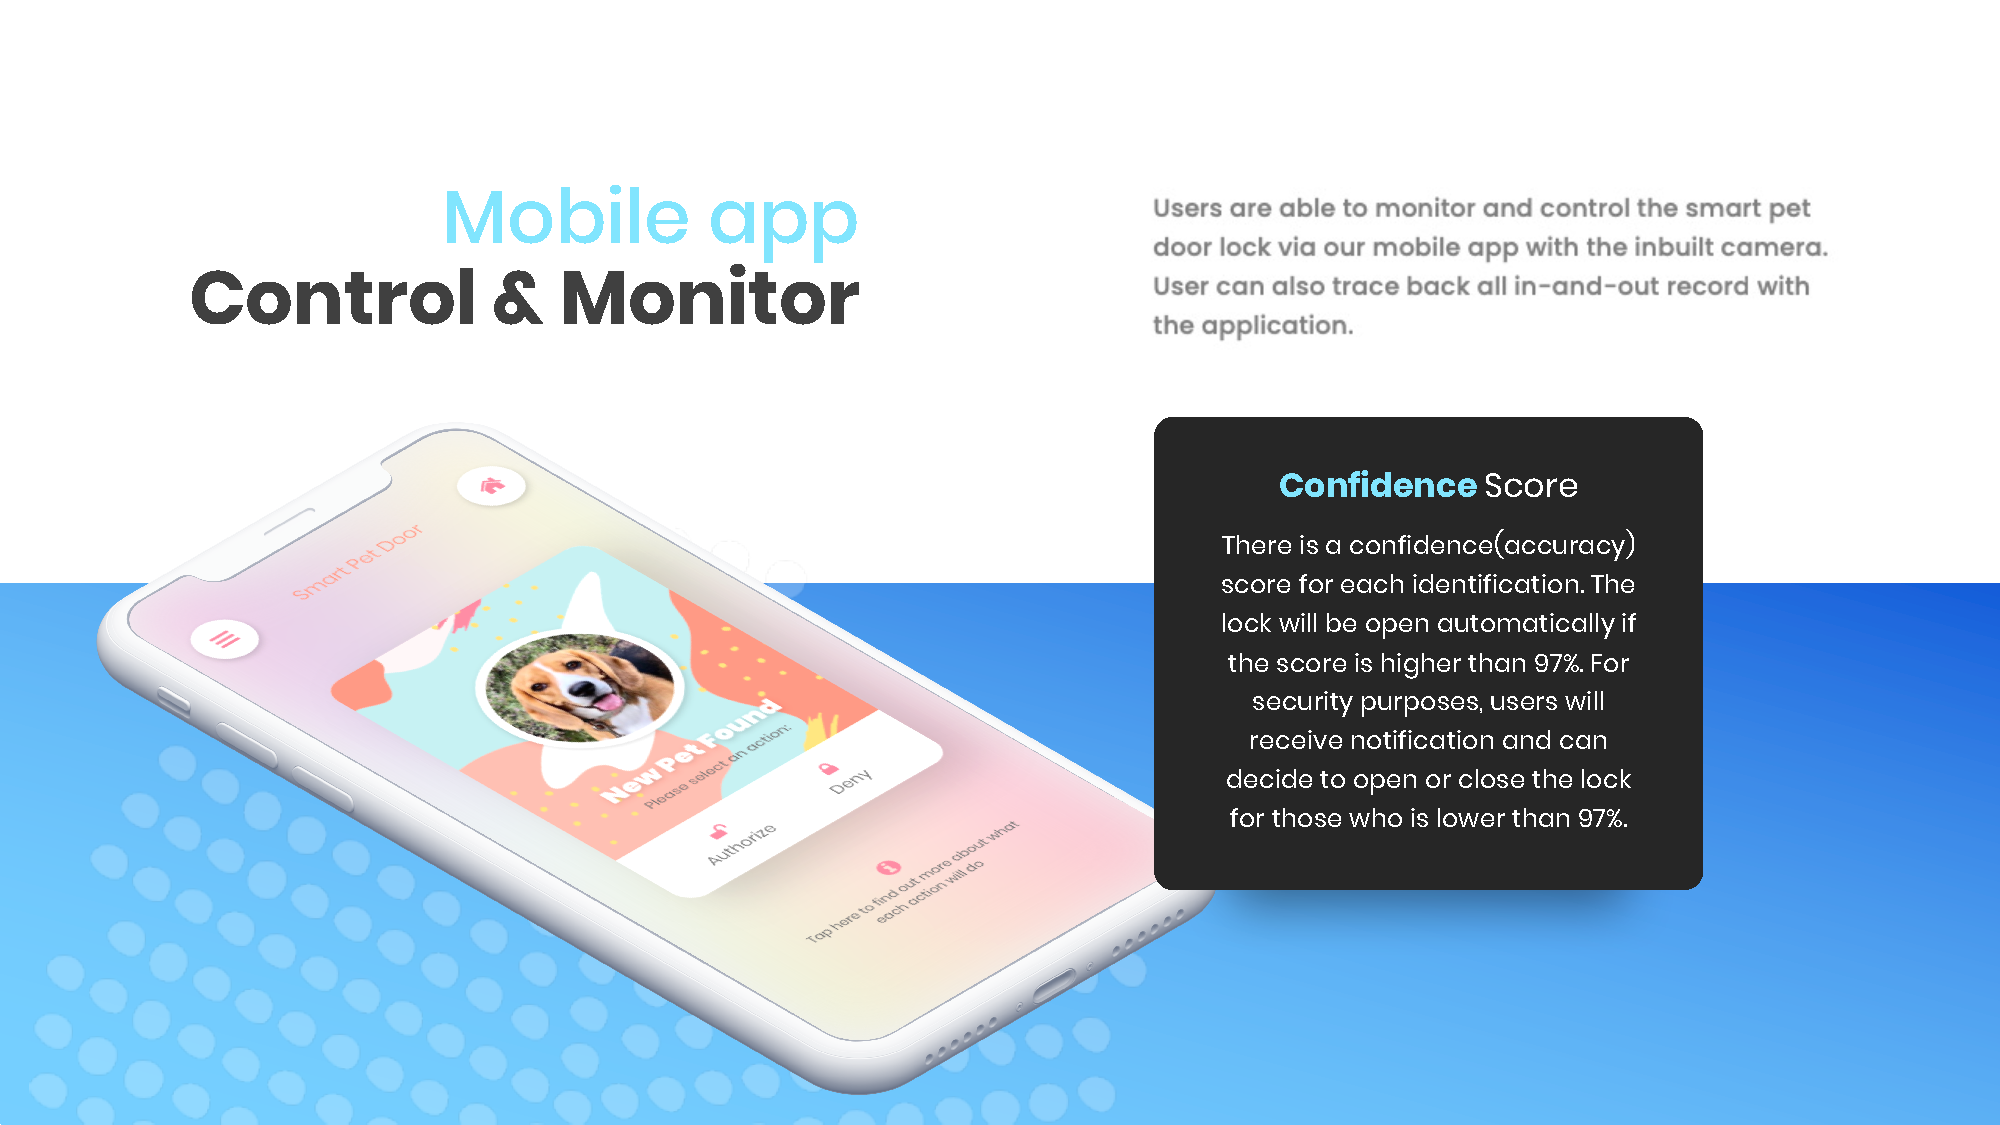 Mobile app
Control & Monitor
Users are able to monitor and control the smart pet
door lock via our mobile app with the inbuilt camera.
User can also trace back all in-and-out record with
the application.
Smart Pet Door
New Pet Found
Please select an action:
Authorize
Deny
Tap here to find out more about what
each action will do
Confidence Score
There is a confidence(accuracy)
score for each identification. The
lock will be open automatically if
the score is higher than 97%. For
security purposes, users will
receive notification and can
decide to open or close the lock
for those who is lower than 97%.